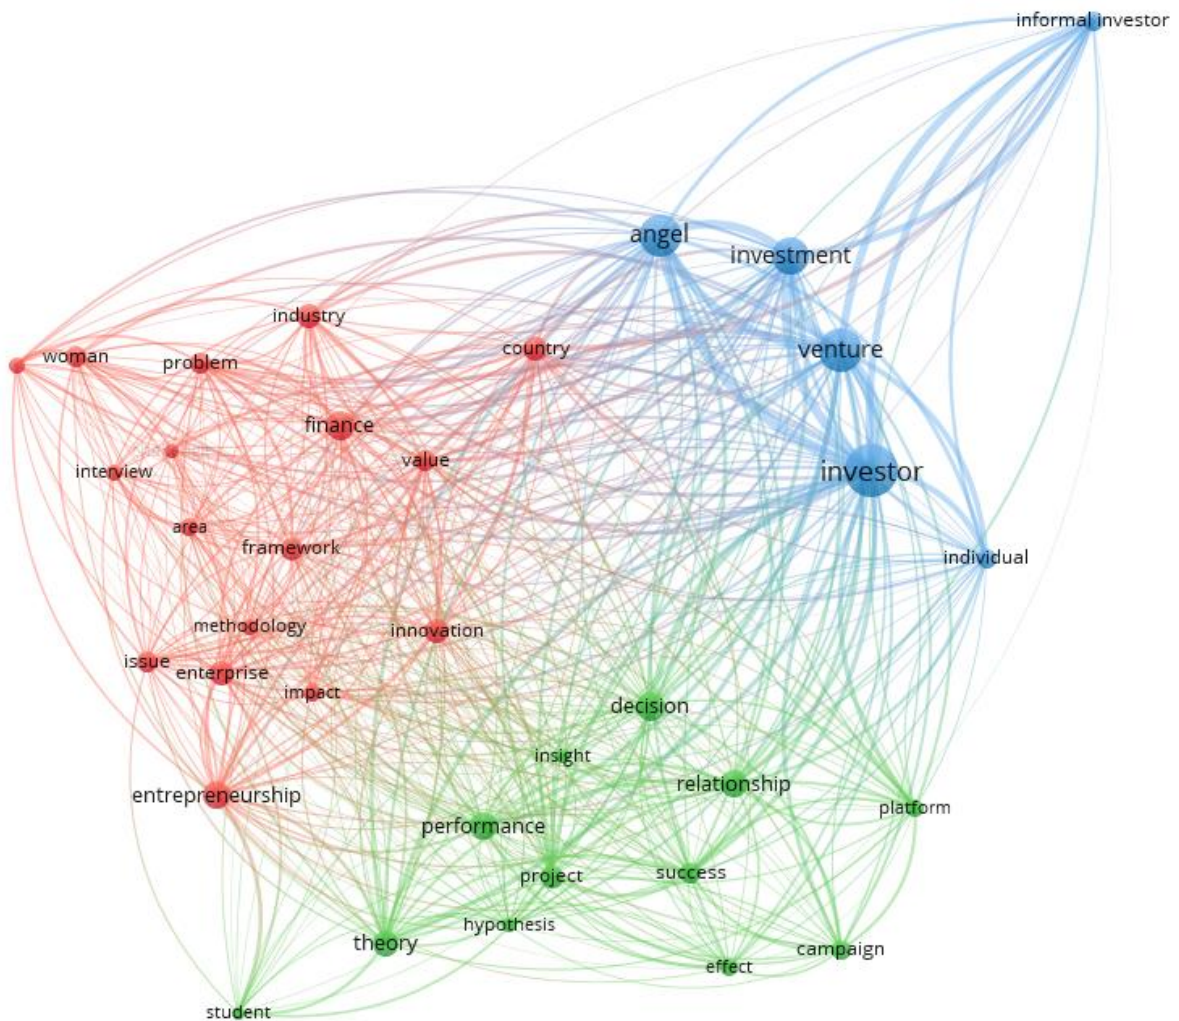 informal investor
angel
investment
industry
country
venture
woman
problem
finance
value
investor
interview
area
framework
individual
methodology
innovation
issue
enterprise
impact
decision
insight
relationship
entrepreneurship
platform
performance
project
success
hypothesis
theory
campaign
effect
student